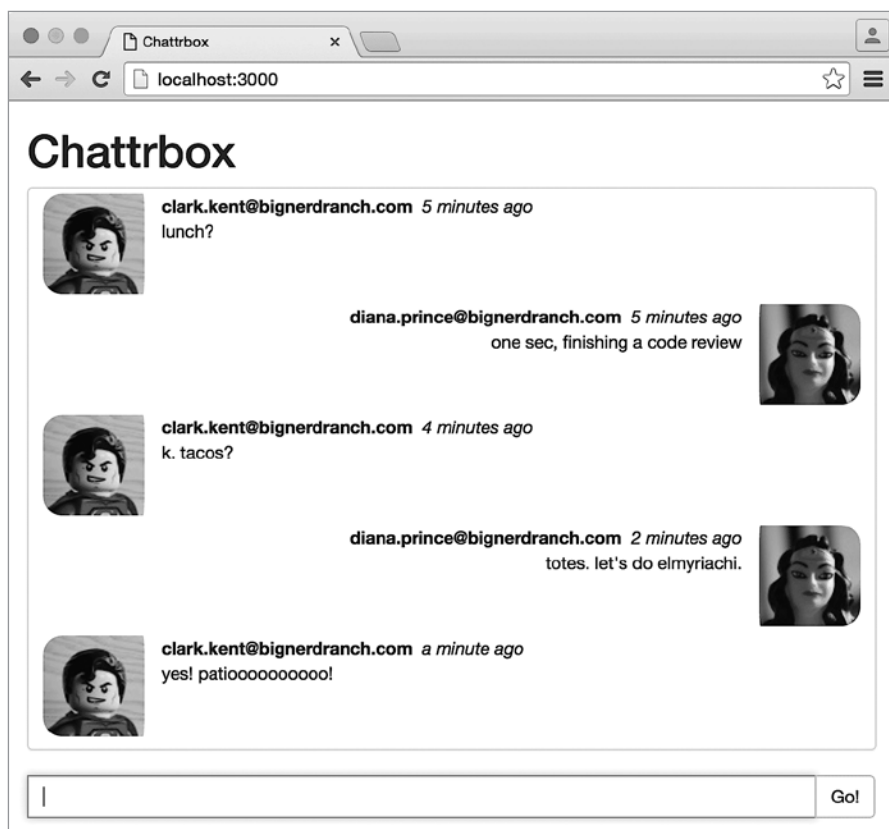 Chattrbox
localhost:3000
Chattrbox
clark.kent@bignerdranch.com 5 minutes ago
lunch?
diana.prince@bignerdranch.com 5 minutes ago
one sec, finishing a code review
clark.kent@bignerdranch.com 4 minutes ago
k. tacos?
diana.prince@bignerdranch.com 2 minutes ago
totes. let's do elmyriachi.
clark.kent@bignerdranch.com a minute ago
yes! patioooooooooo!
Go!